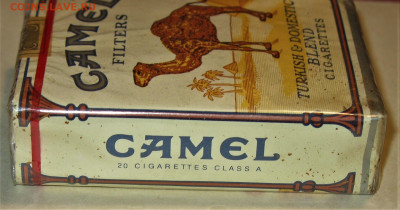 CAMEL
FILTERS
TURKISH & DOMESTIC
BLEND
CIGARETTES
CAMEL
20 CIGARETTES CLASS A